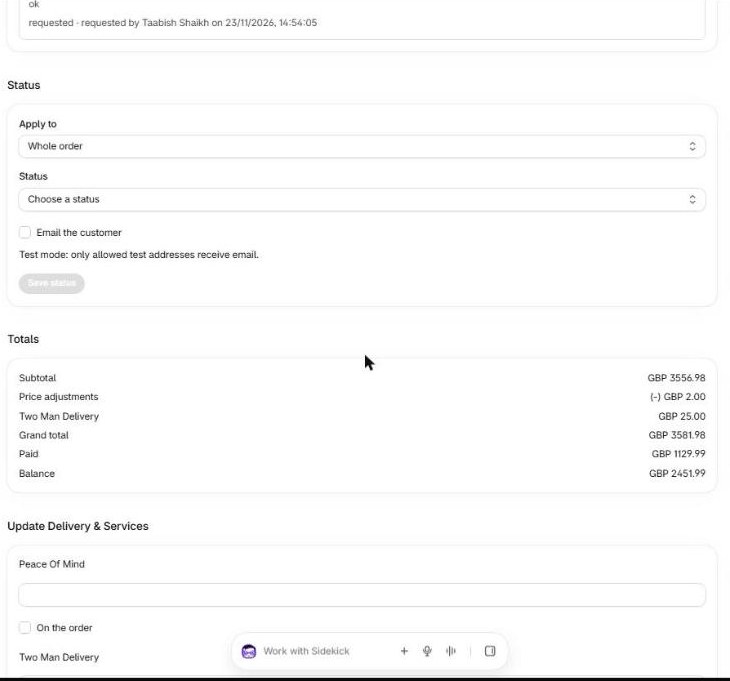 ok
requested · requested by Taabish Shaikh on 23/11/2026, 14:54:05
Status
Apply to
Whole order
Status
Choose a status
Email the customer
Test mode: only allowed test addresses receive email.
Save status
Totals
Subtotal GBP 3556.98
Price adjustments (-) GBP 2.00
Two Man Delivery GBP 25.00
Grand total GBP 3581.98
Paid GBP 1129.99
Balance GBP 2451.99
Update Delivery & Services
Peace Of Mind
On the order
Work with Sidekick
Two Man Delivery